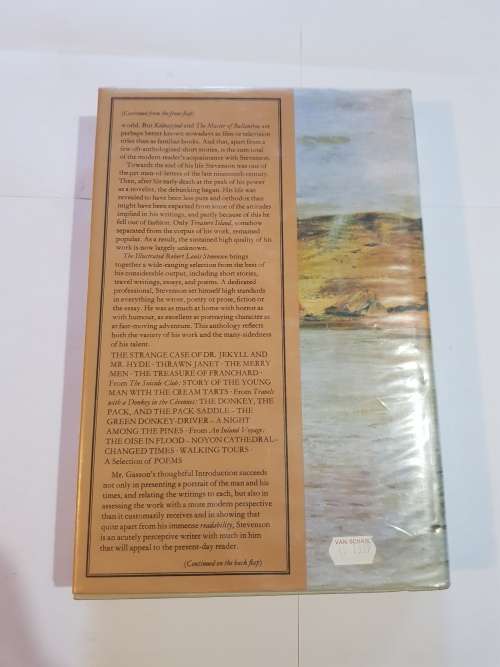 (Continued from the front flap)
world. But Kidnapped and The Master of Ballantrae are
perhaps better known nowadays as film or television
titles than as familiar books. And that, apart from a
few oft-anthologised short stories, is the sum total
of the modern reader's acquaintance with Stevenson.
Towards the end of his life Stevenson was one of
the pet men-of-letters of the last nineteenth-century.
Then, after his early death at the peak of his power
as a novelist, the debunking began. His life was
revealed to have been less pure and orthodox than
might have been expected from some of the attitudes
implied in his writings, and partly because of this he
fell out of fashion. Only Treasure Island, somehow
separated from the corpus of his work, remained
popular. As a result, the sustained high quality of his
work is now largely unknown.
The Illustrated Robert Louis Stevenson brings
together a wide-ranging selection from the best of
his considerable output, including short stories,
travel writings, essays, and poems. A dedicated
professional, Stevenson set himself high standards
in everything he wrote, poetry or prose, fiction or
the essay. He was as much at home with horror as
with humour, as excellent at portraying character as
at fast-moving adventure. This anthology reflects
both the variety of his work and the many-sidedness
of his talent.
THE STRANGE CASE OF DR. JEKYLL AND
MR. HYDE · THRAWN JANET · THE MERRY
MEN · THE TREASURE OF FRANCHARD ·
From The Suicide Club: STORY OF THE YOUNG
MAN WITH THE CREAM TARTS · From Travels
with a Donkey in the Cévennes: THE DONKEY, THE
PACK, AND THE PACK-SADDLE – THE
GREEN DONKEY-DRIVER – A NIGHT
AMONG THE PINES · From An Inland Voyage:
THE OISE IN FLOOD – NOYON CATHEDRAL –
CHANGED TIMES · WALKING TOURS ·
A Selection of POEMS
Mr. Gasson's thoughtful Introduction succeeds
not only in presenting a portrait of the man and his
times, and relating the writings to each, but also in
assessing the work with a more modern perspective
than it customarily receives and in showing that
quite apart from his immense readability, Stevenson
is an acutely perceptive writer with much in him
that will appeal to the present-day reader.
(Continued on the back flap)
VAN SCHAIK